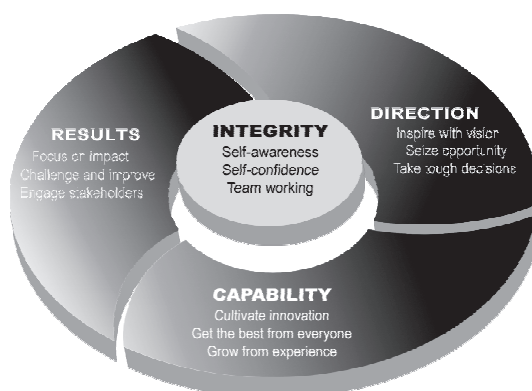 RESULTS
Focus on impact
Challenge and improve
Engage stakeholders
INTEGRITY
Self-awareness
Self-confidence
Team working
DIRECTION
Inspire with vision
Seize opportunity
Take tough decisions
CAPABILITY
Cultivate innovation
Get the best from everyone
Grow from experience